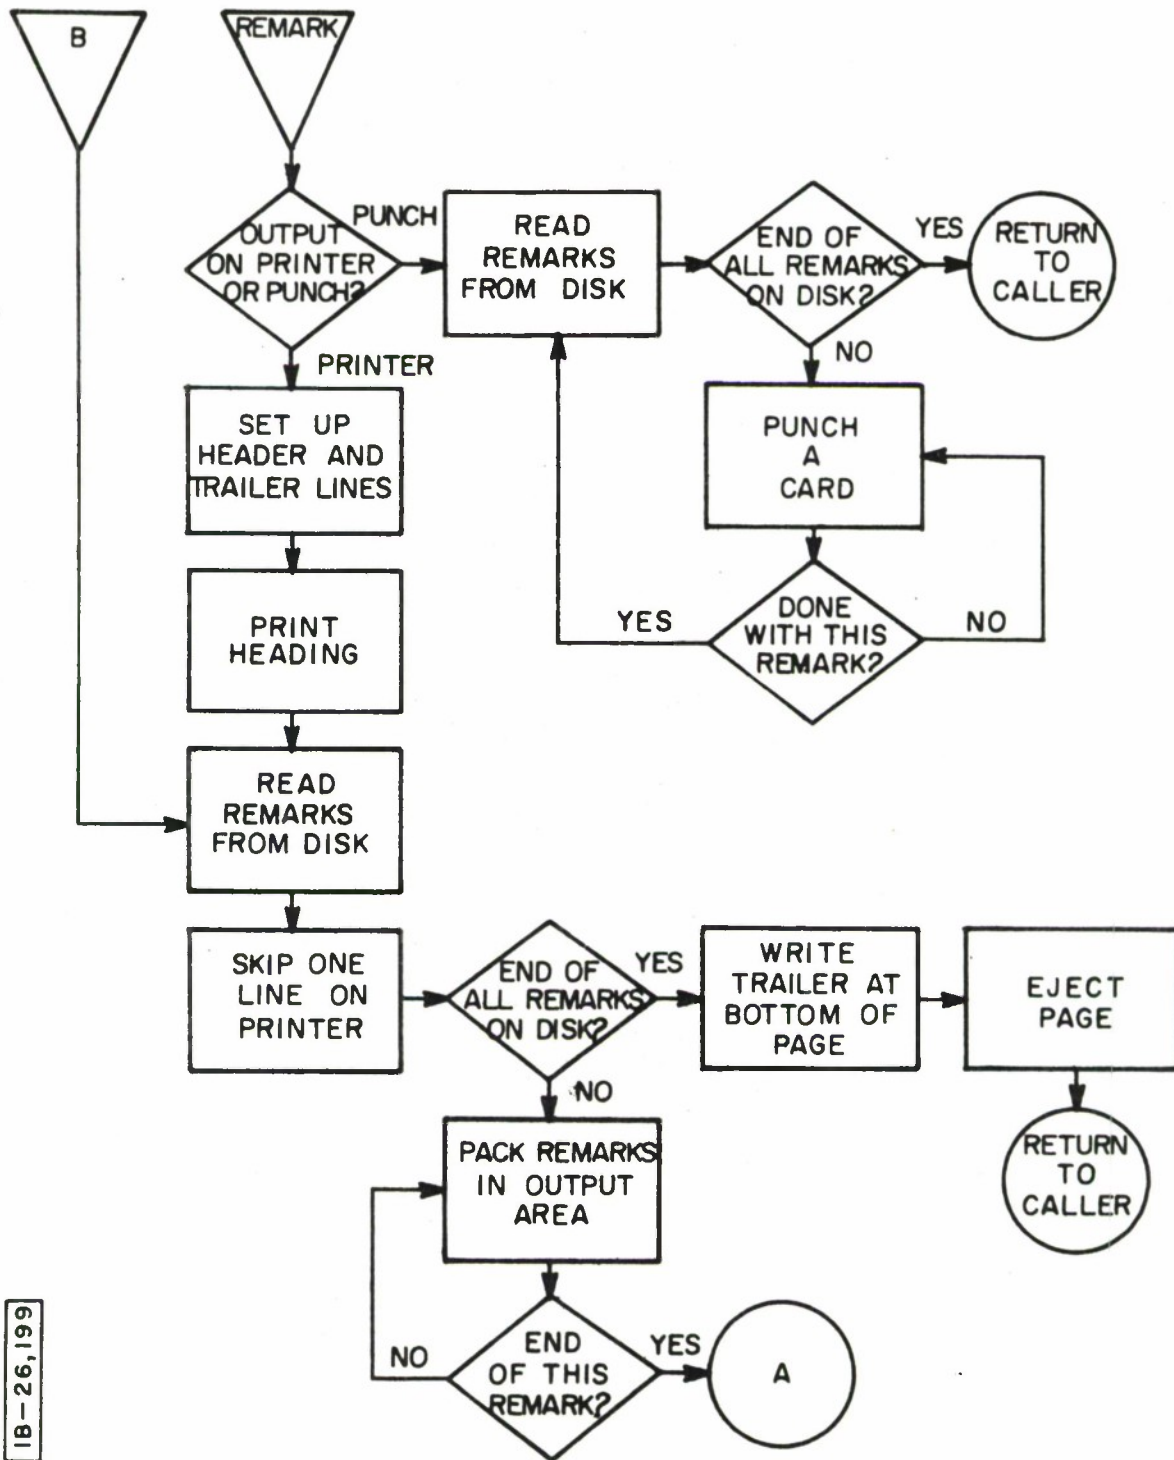 B
REMARK
OUTPUT
ON PRINTER
OR PUNCH?
PUNCH
READ
REMARKS
FROM DISK
END OF
ALL REMARKS
ON DISK?
YES
RETURN
TO
CALLER
NO
PUNCH
A
CARD
DONE
WITH THIS
REMARK?
YES
NO
PRINTER
SET UP
HEADER AND
TRAILER LINES
PRINT
HEADING
READ
REMARKS
FROM DISK
SKIP ONE
LINE ON
PRINTER
END OF
ALL REMARKS
ON DISK?
YES
WRITE
TRAILER AT
BOTTOM OF
PAGE
EJECT
PAGE
RETURN
TO
CALLER
NO
PACK REMARKS
IN OUTPUT
AREA
END
OF THIS
REMARK?
NO
YES
A
IB-26,199